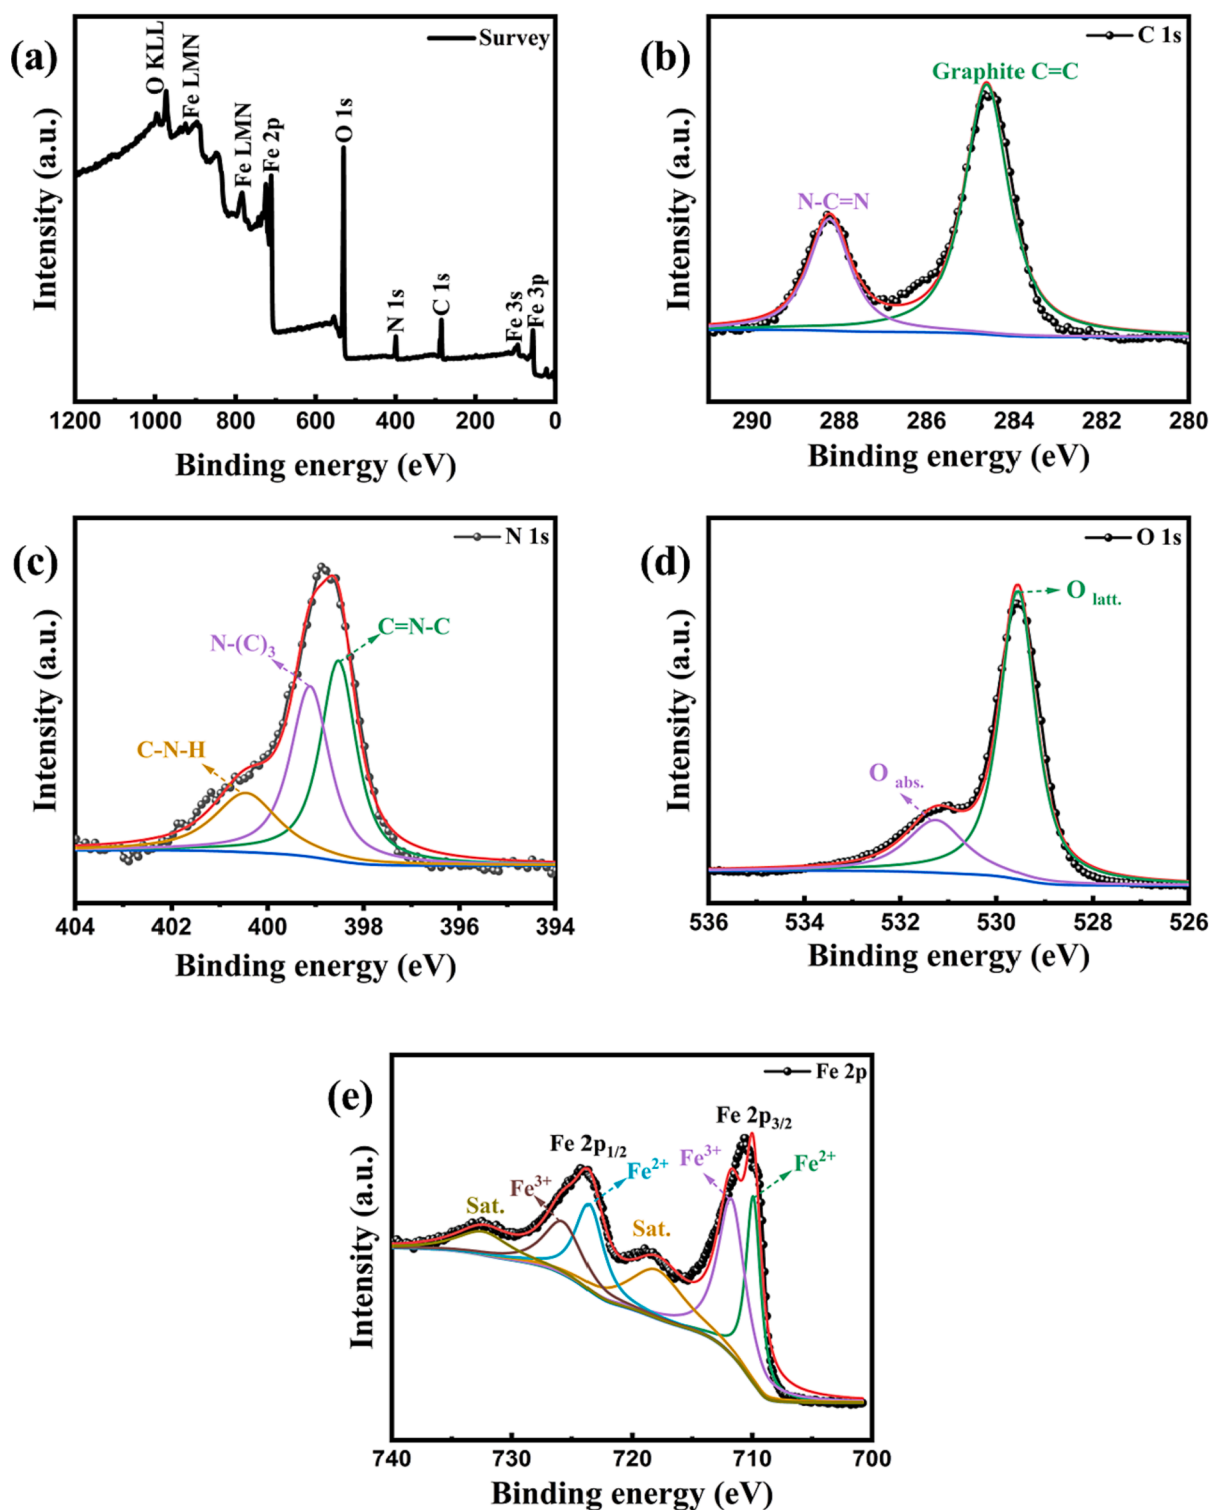 (a)
Survey
O KLL
Fe LMN
Fe LMN
Fe 2p
O 1s
N 1s
C 1s
Fe 3s
Fe 3p
Intensity (a.u.)
1200 1000 800 600 400 200 0
Binding energy (eV)
(b)
C 1s
Graphite C=C
N-C=N
Intensity (a.u.)
290 288 286 284 282 280
Binding energy (eV)
(c)
N 1s
N-(C)3
C=N-C
C-N-H
Intensity (a.u.)
404 402 400 398 396 394
Binding energy (eV)
(d)
O 1s
O latt.
O abs.
Intensity (a.u.)
536 534 532 530 528 526
Binding energy (eV)
(e)
Fe 2p
Fe 2p3/2
Fe 2p1/2
Fe3+
Fe2+
Fe3+
Fe2+
Sat.
Sat.
Intensity (a.u.)
740 730 720 710 700
Binding energy (eV)